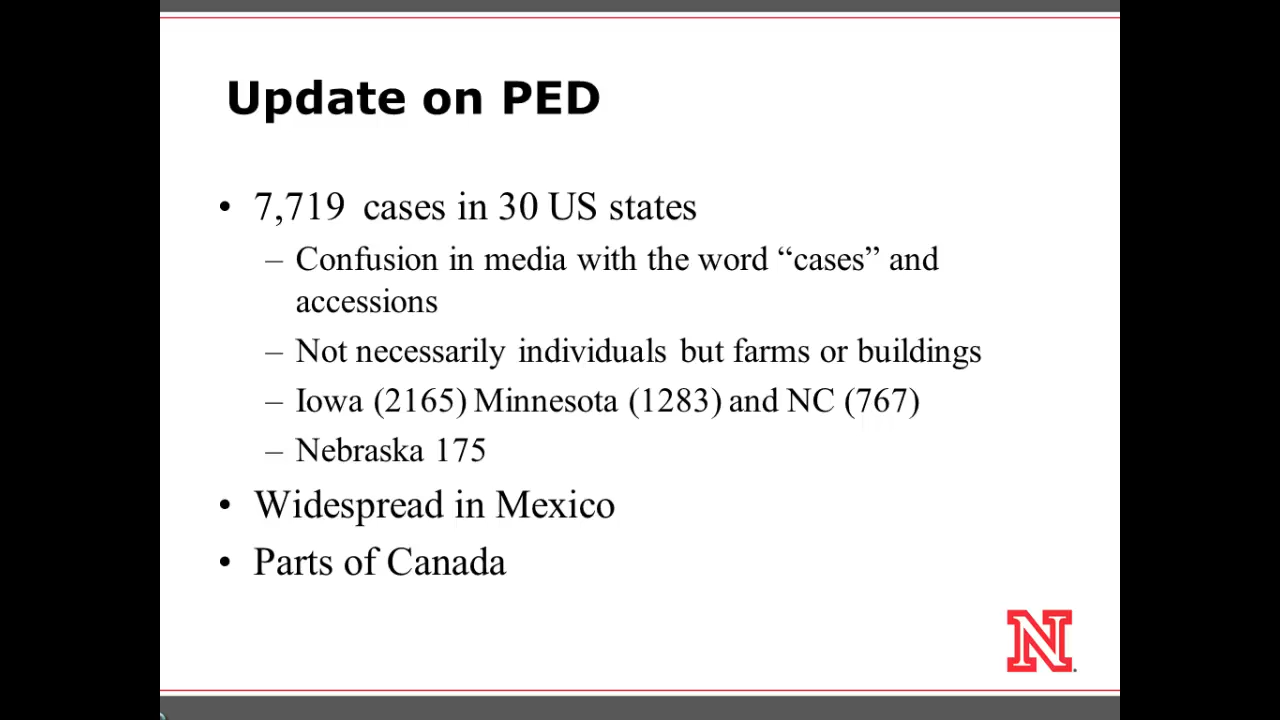 Update on PED
• 7,719 cases in 30 US states
– Confusion in media with the word “cases” and
accessions
– Not necessarily individuals but farms or buildings
– Iowa (2165) Minnesota (1283) and NC (767)
– Nebraska 175
• Widespread in Mexico
• Parts of Canada
N